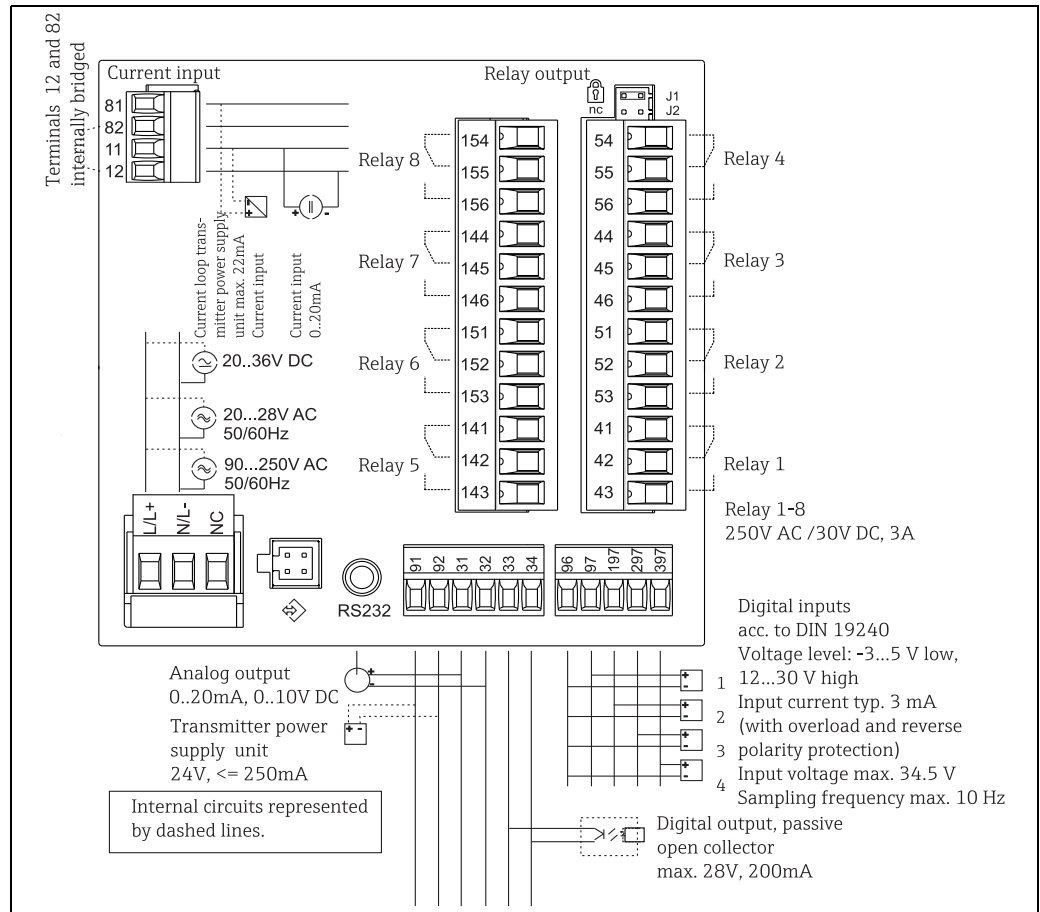 Terminals 12 and 82
internally bridged
Current input
81
82
11
12
Current loop trans-
mitter power supply
unit max. 22mA
Current input
Current input
0..20mA
20..36V DC
20...28V AC
50/60Hz
90...250V AC
50/60Hz
L/L+
N/L-
NC
RS232
Relay output
nc
J1
J2
Relay 8
154
155
156
Relay 7
144
145
146
Relay 6
151
152
153
Relay 5
141
142
143
54
55
56
Relay 4
44
45
46
Relay 3
51
52
53
Relay 2
41
42
43
Relay 1
Relay 1-8
250V AC /30V DC, 3A
91
92
31
32
33
34
96
97
197
297
397
Analog output
0..20mA, 0..10V DC
+
-
Transmitter power
supply unit
24V, <= 250mA
+ -
Internal circuits represented
by dashed lines.
Digital inputs
acc. to DIN 19240
Voltage level: -3...5 V low,
1 12...30 V high
Input current typ. 3 mA
2 (with overload and reverse
3 polarity protection)
4 Input voltage max. 34.5 V
Sampling frequency max. 10 Hz
Digital output, passive
open collector
max. 28V, 200mA